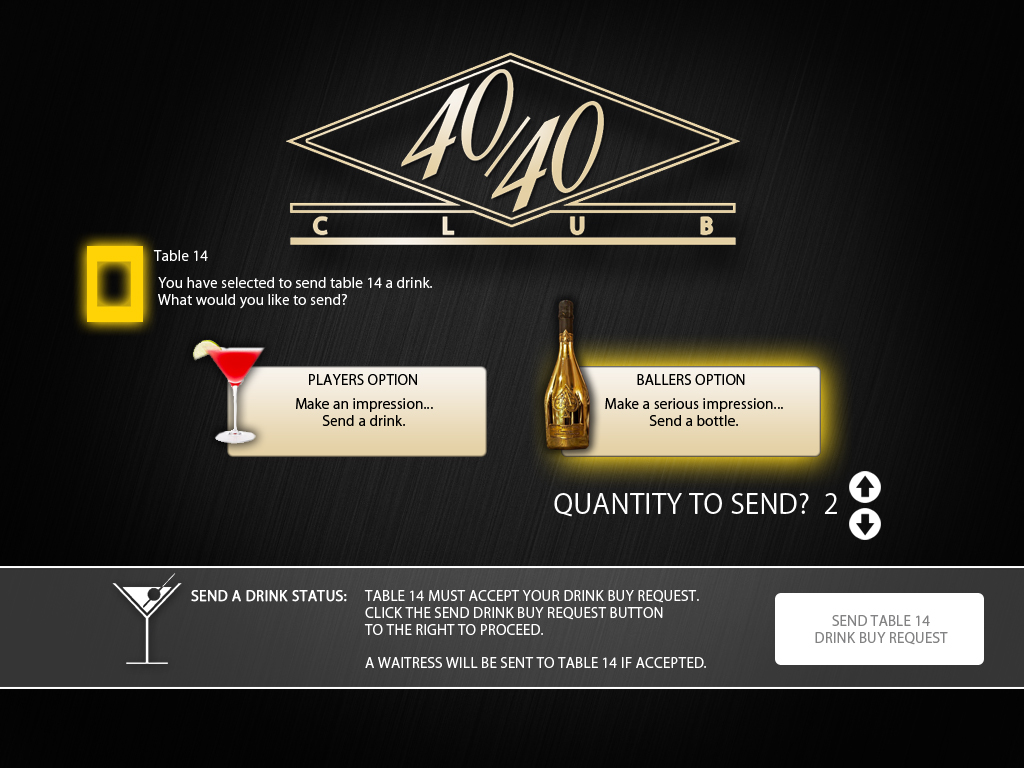 40/40
CLUB
Table 14
You have selected to send table 14 a drink.
What would you like to send?
PLAYERS OPTION
Make an impression...
Send a drink.
BALLERS OPTION
Make a serious impression...
Send a bottle.
QUANTITY TO SEND? 2
SEND A DRINK STATUS:
TABLE 14 MUST ACCEPT YOUR DRINK BUY REQUEST.
CLICK THE SEND DRINK BUY REQUEST BUTTON
TO THE RIGHT TO PROCEED.
A WAITRESS WILL BE SENT TO TABLE 14 IF ACCEPTED.
SEND TABLE 14
DRINK BUY REQUEST